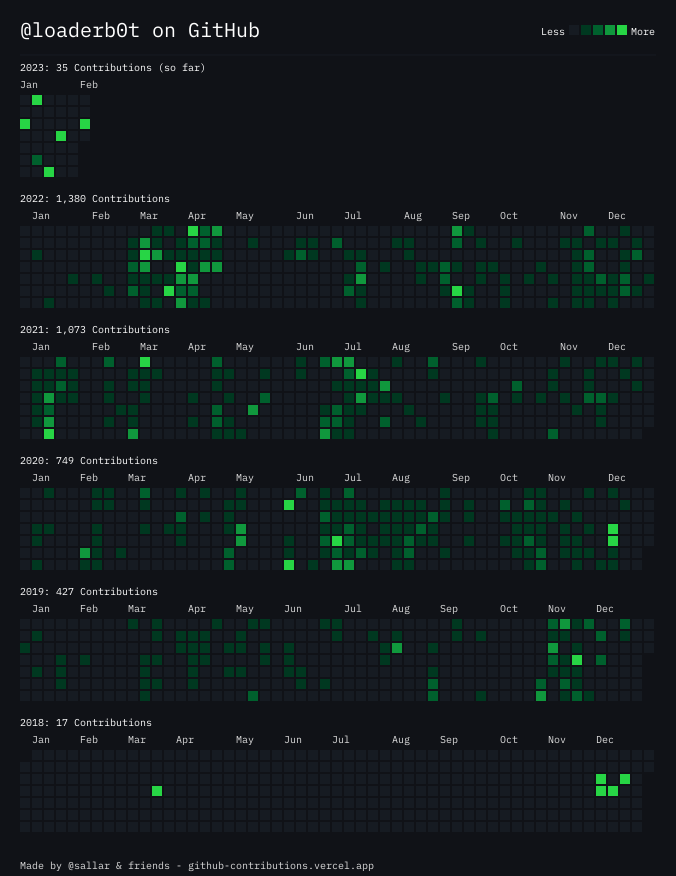 @loaderb0t on GitHub
Less More
2023: 35 Contributions (so far)
Jan Feb
2022: 1,380 Contributions
Jan Feb Mar Apr May Jun Jul Aug Sep Oct Nov Dec
2021: 1,073 Contributions
Jan Feb Mar Apr May Jun Jul Aug Sep Oct Nov Dec
2020: 749 Contributions
Jan Feb Mar Apr May Jun Jul Aug Sep Oct Nov Dec
2019: 427 Contributions
Jan Feb Mar Apr May Jun Jul Aug Sep Oct Nov Dec
2018: 17 Contributions
Jan Feb Mar Apr May Jun Jul Aug Sep Oct Nov Dec
Made by @sallar & friends - github-contributions.vercel.app